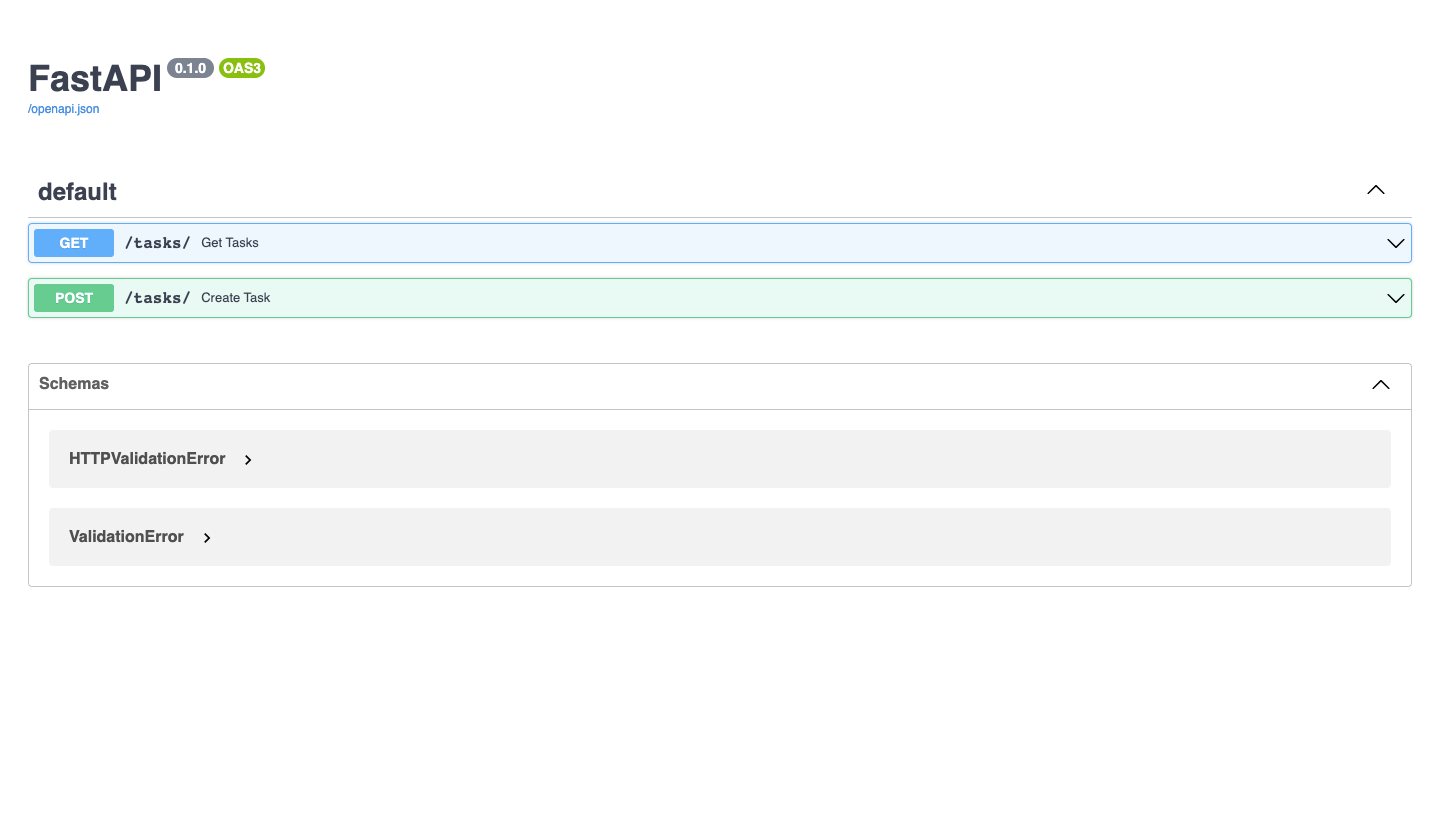 FastAPI 0.1.0 OAS3
/openapi.json
default
GET /tasks/ Get Tasks
POST /tasks/ Create Task
Schemas
HTTPValidationError
ValidationError